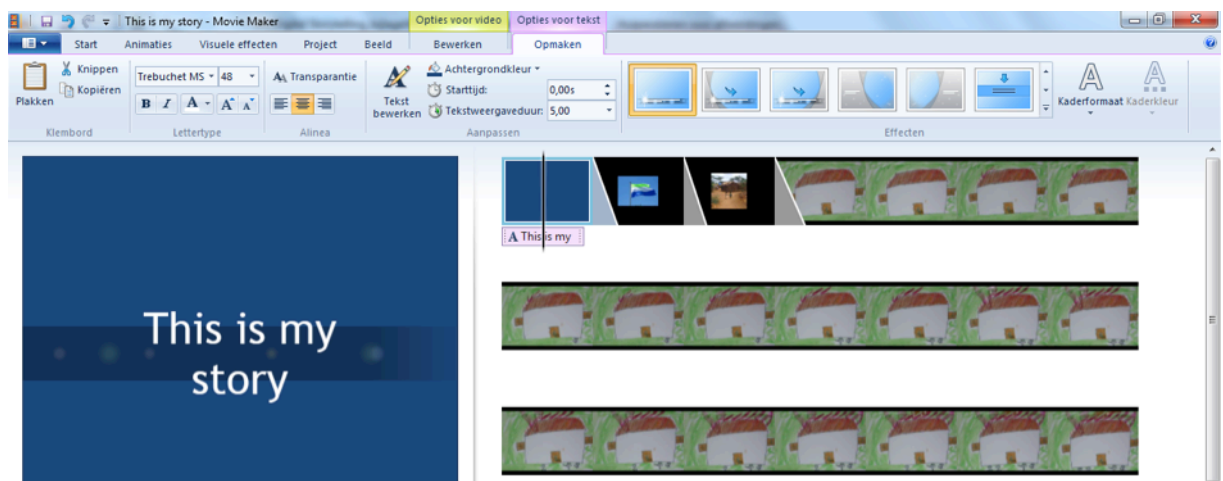 This is my story - Movie Maker
Opties voor video
Opties voor tekst
Start
Animaties
Visuele effecten
Project
Beeld
Bewerken
Opmaken
Plakken
Knippen
Kopiëren
Klembord
Trebuchet MS
48
B I A A A
Lettertype
Transparantie
Alinea
Tekst bewerken
Achtergrondkleur
Starttijd: 0,00s
Tekstweergaveduur: 5,00
Aanpassen
Effecten
Kaderformaat
Kaderkleur
This is my
story
A This is my